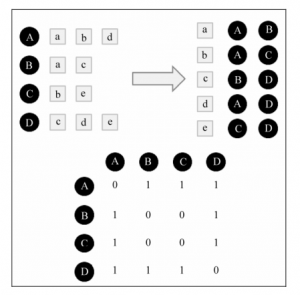 A a b d
B a c
C b e
D c d e
a A B
b A C
c B D
d A D
e C D
A B C D
A 0 1 1 1
B 1 0 0 1
C 1 0 0 1
D 1 1 1 0